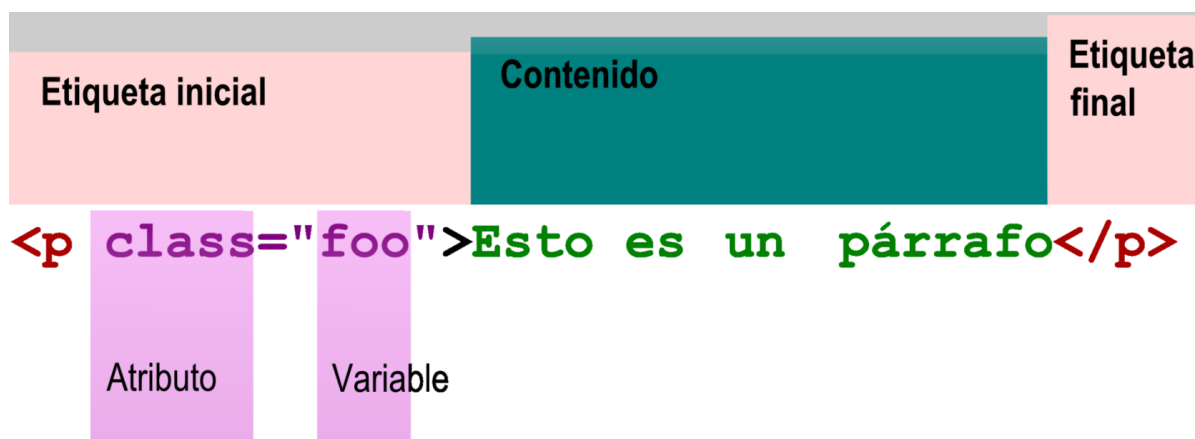 Etiqueta inicial
Contenido
Etiqueta
final
<p class="foo">Esto es un párrafo</p>
Atributo
Variable